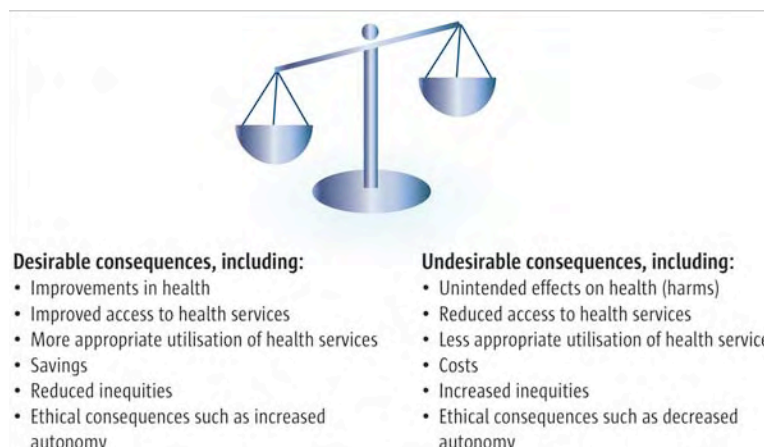 Desirable consequences, including:
• Improvements in health
• Improved access to health services
• More appropriate utilisation of health services
• Savings
• Reduced inequities
• Ethical consequences such as increased
autonomy
Undesirable consequences, including:
• Unintended effects on health (harms)
• Reduced access to health services
• Less appropriate utilisation of health service
• Costs
• Increased inequities
• Ethical consequences such as decreased
autonomy